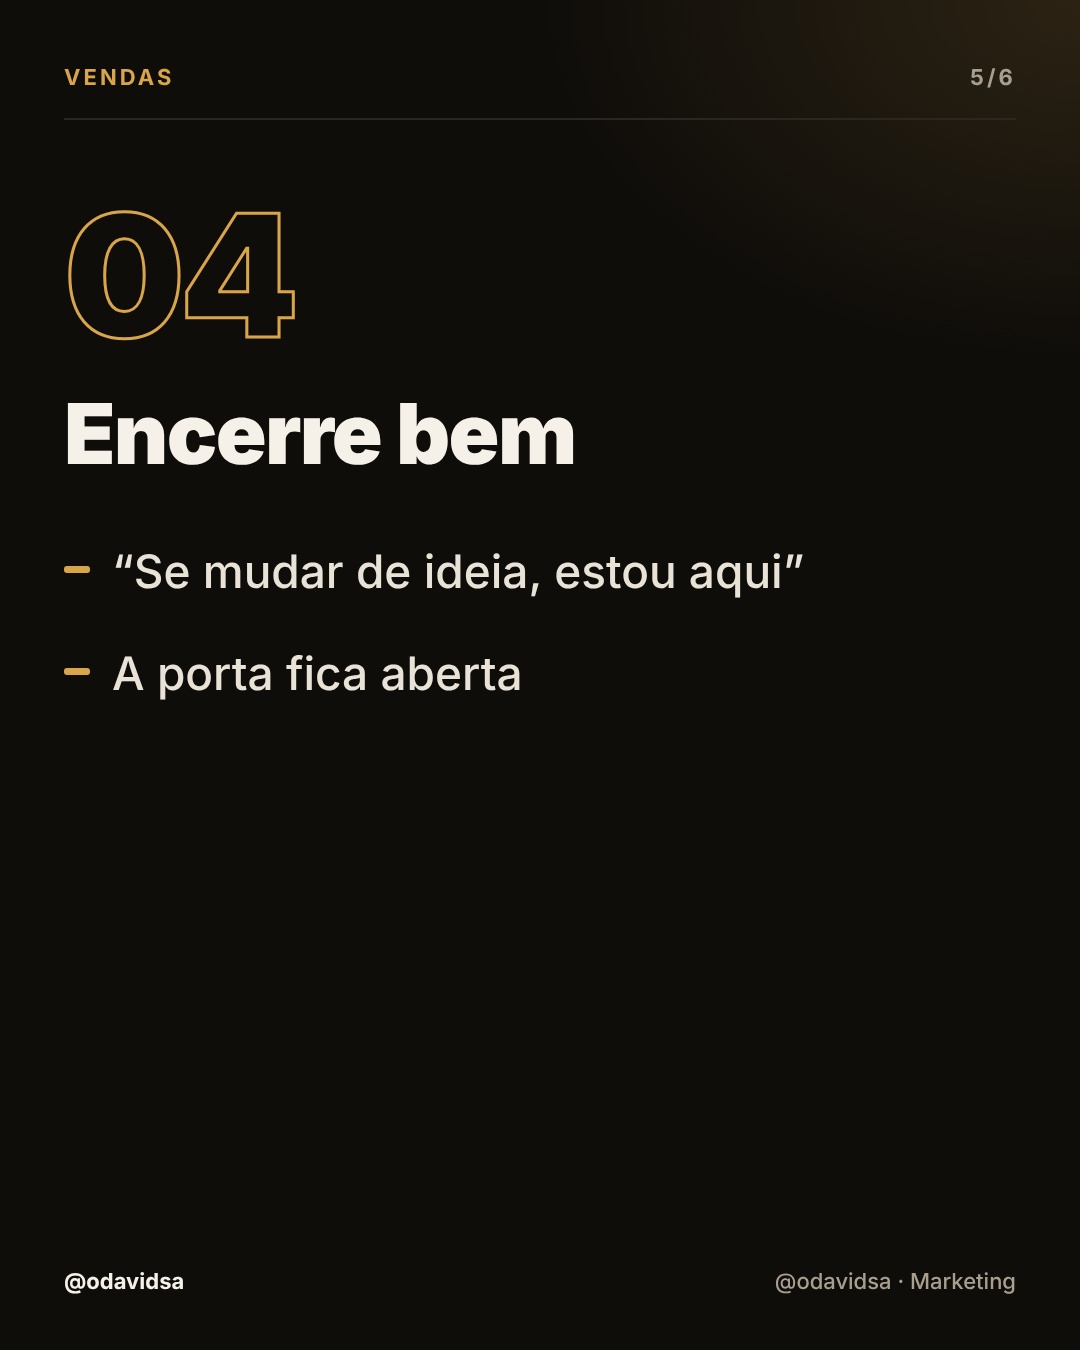 VENDAS
5/6
04
Encerre bem
“Se mudar de ideia, estou aqui”
A porta fica aberta
@odavidsa
@odavidsa · Marketing